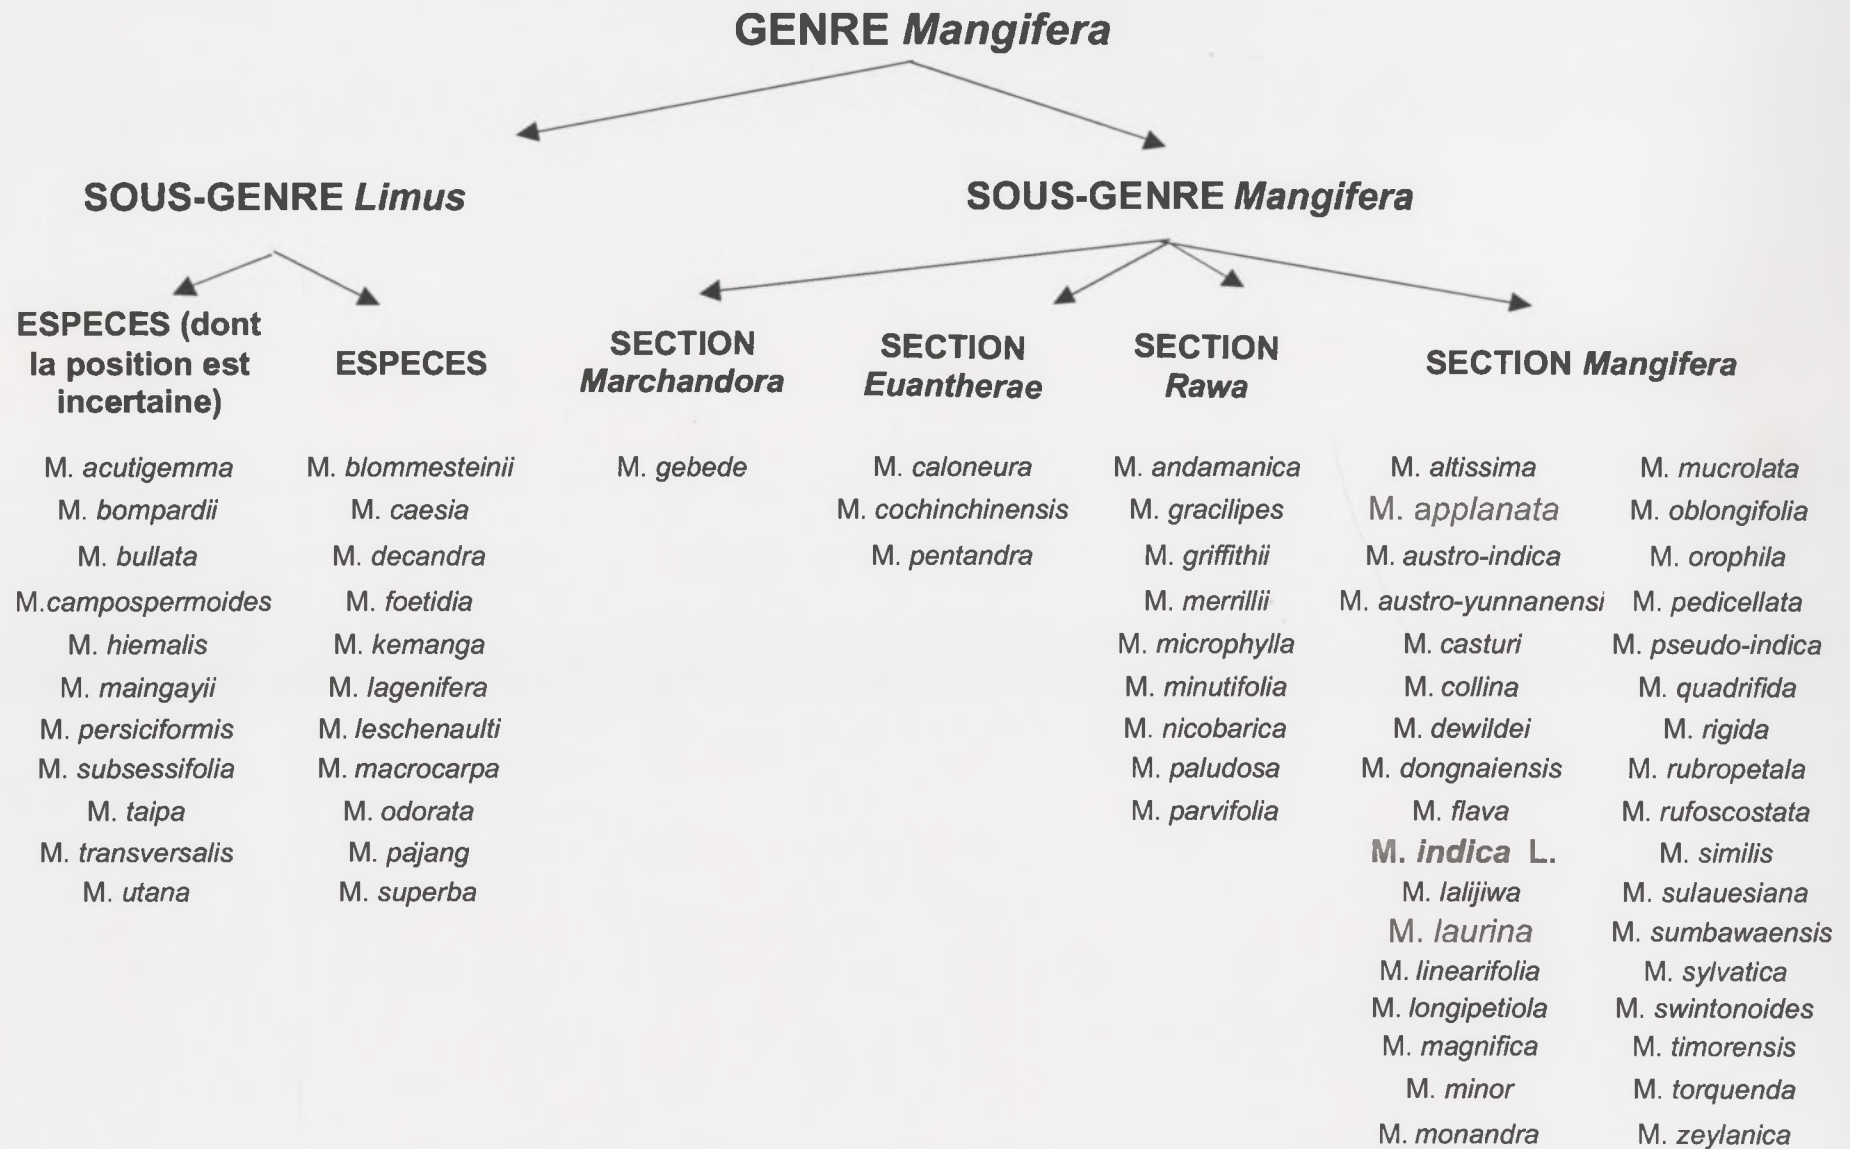 GENRE Mangifera
SOUS-GENRE Limus
SOUS-GENRE Mangifera
ESPECES (dont
la position est
incertaine)
ESPECES
SECTION
Marchandora
SECTION
Euantherae
SECTION
Rawa
SECTION Mangifera
M. acutigemma
M. bompardii
M. bullata
M.campospermoides
M. hiemalis
M. maingayii
M. persiciformis
M. subsessifolia
M. taipa
M. transversalis
M. utana
M. blommesteinii
M. caesia
M. decandra
M. foetidia
M. kemanga
M. lagenifera
M. leschenaulti
M. macrocarpa
M. odorata
M. pajang
M. superba
M. gebede
M. caloneura
M. cochinchinensis
M. pentandra
M. andamanica
M. gracilipes
M. griffithii
M. merrillii
M. microphylla
M. minutifolia
M. nicobarica
M. paludosa
M. parvifolia
M. altissima
M. applanata
M. austro-indica
M. austro-yunnanensi
M. casturi
M. collina
M. dewildei
M. dongnaiensis
M. flava
M. indica L.
M. lalijiwa
M. laurina
M. linearifolia
M. longipetiola
M. magnifica
M. minor
M. monandra
M. mucrolata
M. oblongifolia
M. orophila
M. pedicellata
M. pseudo-indica
M. quadrifida
M. rigida
M. rubropetala
M. rufoscostata
M. similis
M. sulauesiana
M. sumbawaensis
M. sylvatica
M. swintonoides
M. timorensis
M. torquenda
M. zeylanica